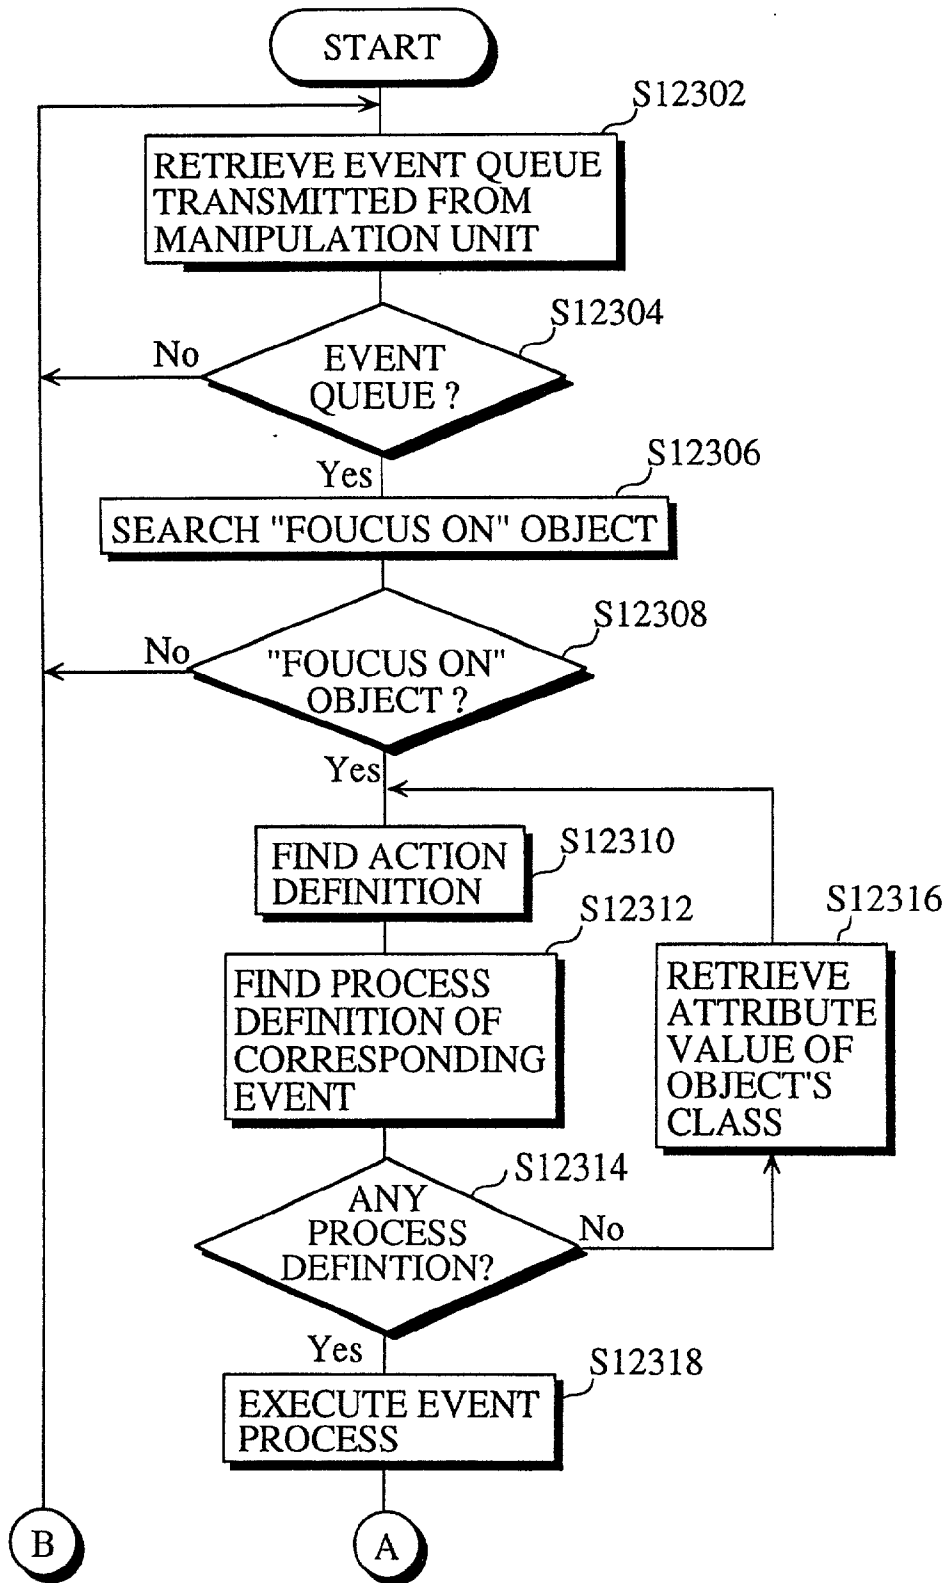 START
S12302
RETRIEVE EVENT QUEUE
TRANSMITTED FROM
MANIPULATION UNIT
S12304
No
EVENT
QUEUE ?
Yes
S12306
SEARCH "FOUCUS ON" OBJECT
S12308
No
"FOUCUS ON"
OBJECT ?
Yes
S12310
FIND ACTION
DEFINITION
S12312
FIND PROCESS
DEFINITION OF
CORRESPONDING
EVENT
S12316
RETRIEVE
ATTRIBUTE
VALUE OF
OBJECT'S
CLASS
S12314
ANY
PROCESS
DEFINTION?
No
Yes
S12318
EXECUTE EVENT
PROCESS
B
A